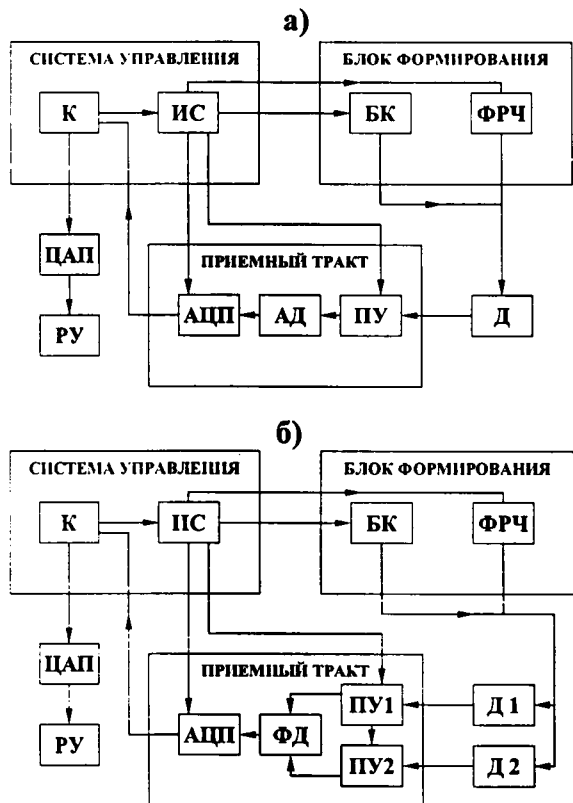 а)
СИСТЕМА УПРАВЛЕНИЯ БЛОК ФОРМИРОВАНИЯ
К ИС БК ФРЧ
ЦАП
ПРИЕМНЫЙ ТРАКТ
АЦП АД ПУ Д
РУ
б)
СИСТЕМА УПРАВЛЕНИЯ БЛОК ФОРМИРОВАНИЯ
К ИС БК ФРЧ
ЦАП
ПРИЕМНЫЙ ТРАКТ
ПУ1 Д 1
РУ АЦП ФД
ПУ2 Д 2